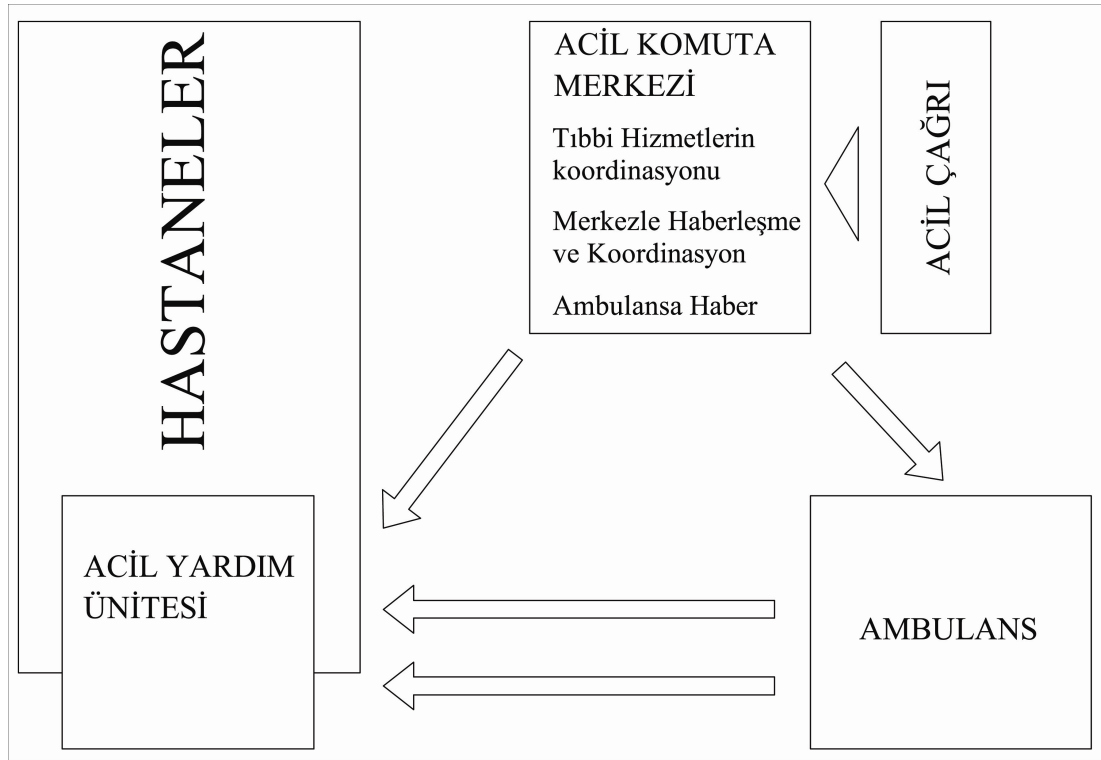 HASTANELER
ACİL YARDIM
ÜNİTESİ
ACİL KOMUTA
MERKEZİ
Tıbbi Hizmetlerin
koordinasyonu
Merkezle Haberleşme
ve Koordinasyon
Ambulansa Haber
ACİL ÇAĞRI
AMBULANS